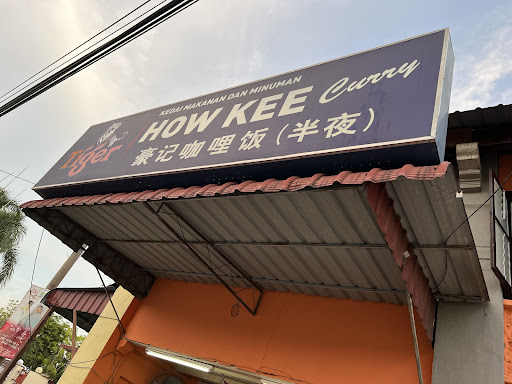 KEDAI MAKANAN DAN MINUMAN
Tiger
HOW KEE Curry
豪记咖哩饭(半夜)